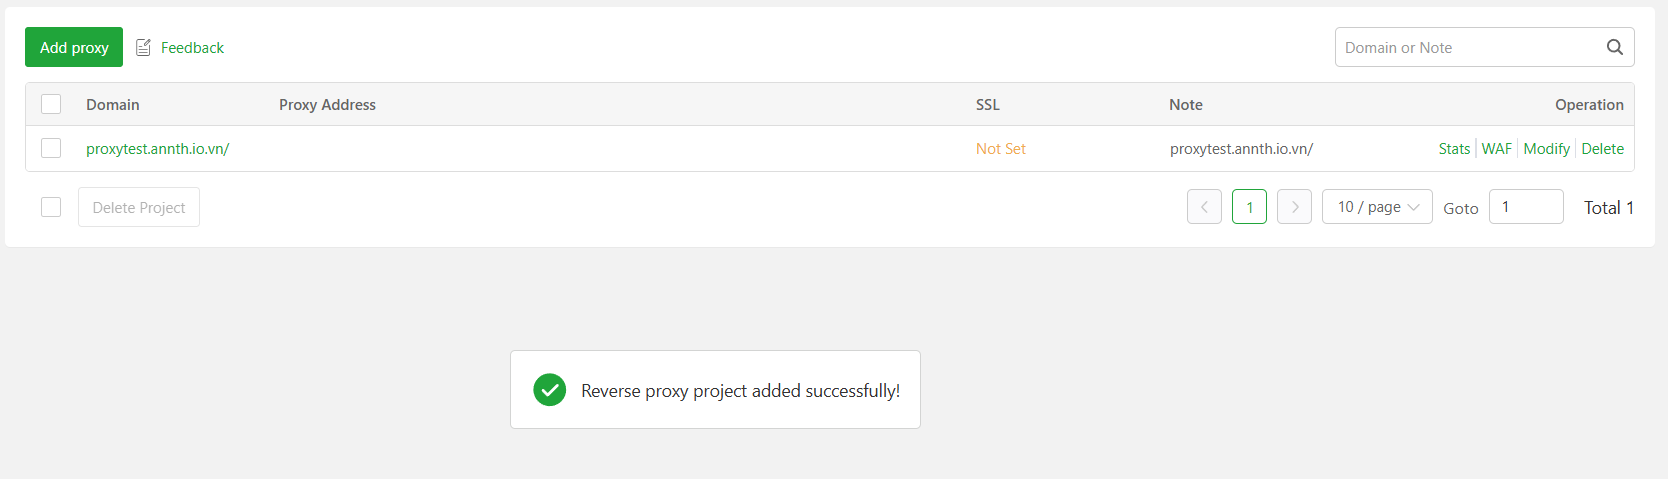 Add proxy Feedback Domain or Note
Domain Proxy Address SSL Note Operation
proxytest.annth.io.vn/ Not Set proxytest.annth.io.vn/ Stats WAF Modify Delete
Delete Project 1 10 / page Goto 1 Total 1
Reverse proxy project added successfully!